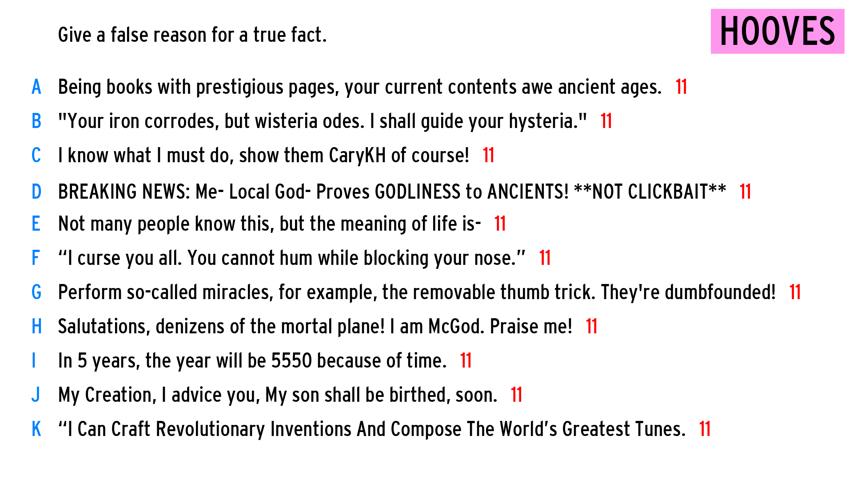 Give a false reason for a true fact.
HOOVES
A Being books with prestigious pages, your current contents awe ancient ages. 11
B "Your iron corrodes, but wisteria odes. I shall guide your hysteria." 11
C I know what I must do, show them CaryKH of course! 11
D BREAKING NEWS: Me- Local God- Proves GODLINESS to ANCIENTS! **NOT CLICKBAIT** 11
E Not many people know this, but the meaning of life is- 11
F “I curse you all. You cannot hum while blocking your nose.” 11
G Perform so-called miracles, for example, the removable thumb trick. They're dumbfounded! 11
H Salutations, denizens of the mortal plane! I am McGod. Praise me! 11
I In 5 years, the year will be 5550 because of time. 11
J My Creation, I advice you, My son shall be birthed, soon. 11
K “I Can Craft Revolutionary Inventions And Compose The World’s Greatest Tunes. 11